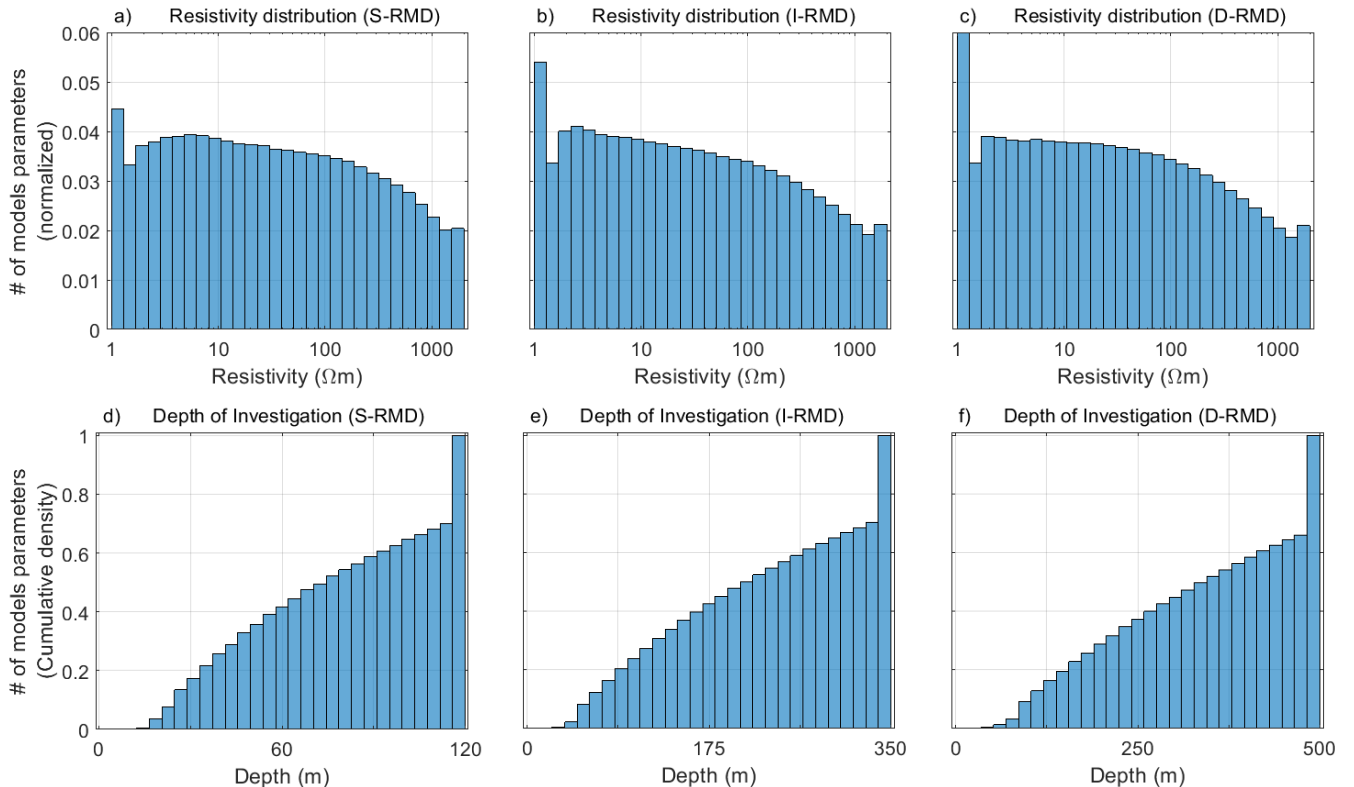 a) Resistivity distribution (S-RMD)
b) Resistivity distribution (I-RMD)
c) Resistivity distribution (D-RMD)
# of models parameters
(normalized)
0.06
0.05
0.04
0.03
0.02
0.01
0
1 10 100 1000
1 10 100 1000
1 10 100 1000
Resistivity (Ωm)
Resistivity (Ωm)
Resistivity (Ωm)
d) Depth of Investigation (S-RMD)
e) Depth of Investigation (I-RMD)
f) Depth of Investigation (D-RMD)
# of models parameters
(Cumulative density)
1
0.8
0.6
0.4
0.2
0
0 60 120
0 175 350
0 250 500
Depth (m)
Depth (m)
Depth (m)